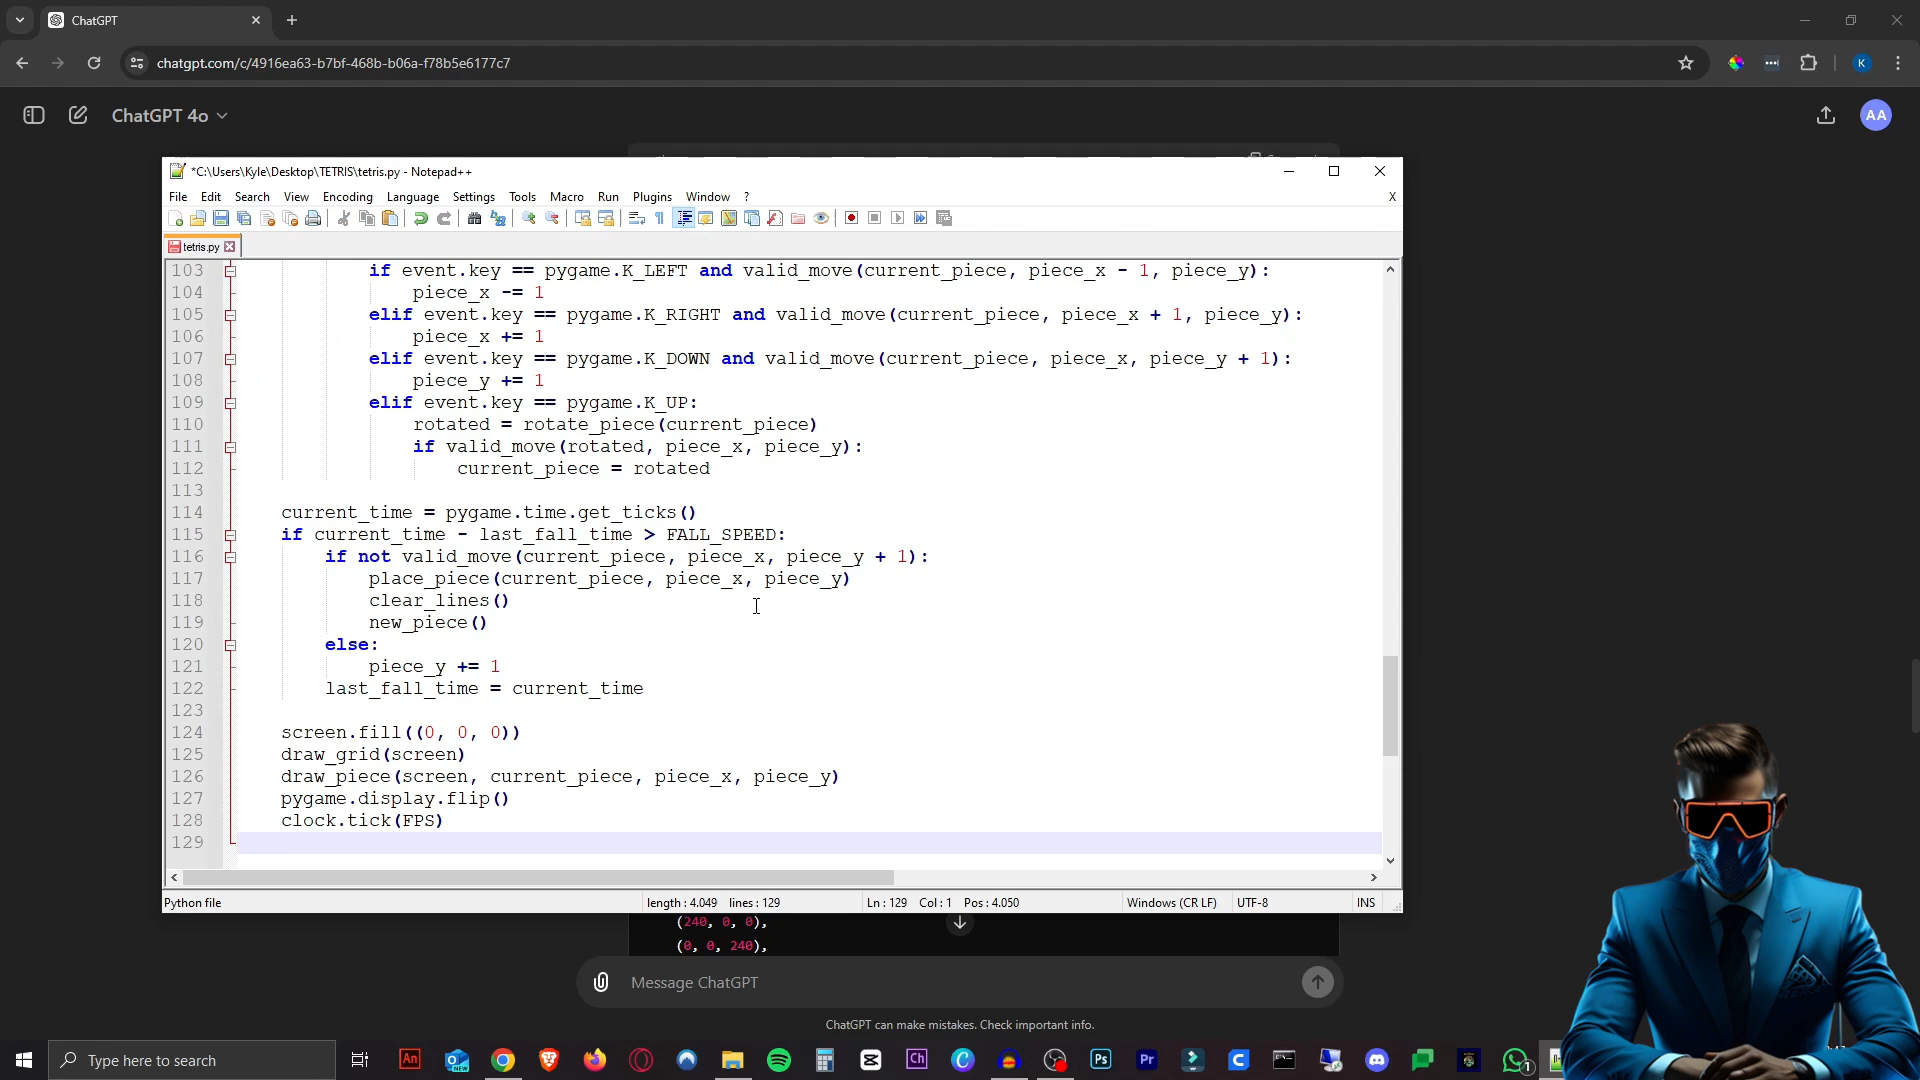 ChatGPT
chatgpt.com/c/4916ea63-b7bf-468b-b06a-f78b5e6177c7
K
ChatGPT 4o
AA
*C:\Users\Kyle\Desktop\TETRIS\tetris.py - Notepad++
File Edit Search View Encoding Language Settings Tools Macro Run Plugins Window ?
X
tetris.py
103 if event.key == pygame.K_LEFT and valid_move(current_piece, piece_x - 1, piece_y):
104 piece_x -= 1
105 elif event.key == pygame.K_RIGHT and valid_move(current_piece, piece_x + 1, piece_y):
106 piece_x += 1
107 elif event.key == pygame.K_DOWN and valid_move(current_piece, piece_x, piece_y + 1):
108 piece_y += 1
109 elif event.key == pygame.K_UP:
110 rotated = rotate_piece(current_piece)
111 if valid_move(rotated, piece_x, piece_y):
112 current_piece = rotated
113
114 current_time = pygame.time.get_ticks()
115 if current_time - last_fall_time > FALL_SPEED:
116 if not valid_move(current_piece, piece_x, piece_y + 1):
117 place_piece(current_piece, piece_x, piece_y)
118 clear_lines()
119 new_piece()
120 else:
121 piece_y += 1
122 last_fall_time = current_time
123
124 screen.fill((0, 0, 0))
125 draw_grid(screen)
126 draw_piece(screen, current_piece, piece_x, piece_y)
127 pygame.display.flip()
128 clock.tick(FPS)
129
Python file length : 4.049 lines : 129 Ln : 129 Col : 1 Pos : 4.050 Windows (CR LF) UTF-8 INS
(240, 0, 0),
(0, 0, 240),
Message ChatGPT
ChatGPT can make mistakes. Check important info.
Type here to search
An
NEW
Ch
Ps
Pr
1